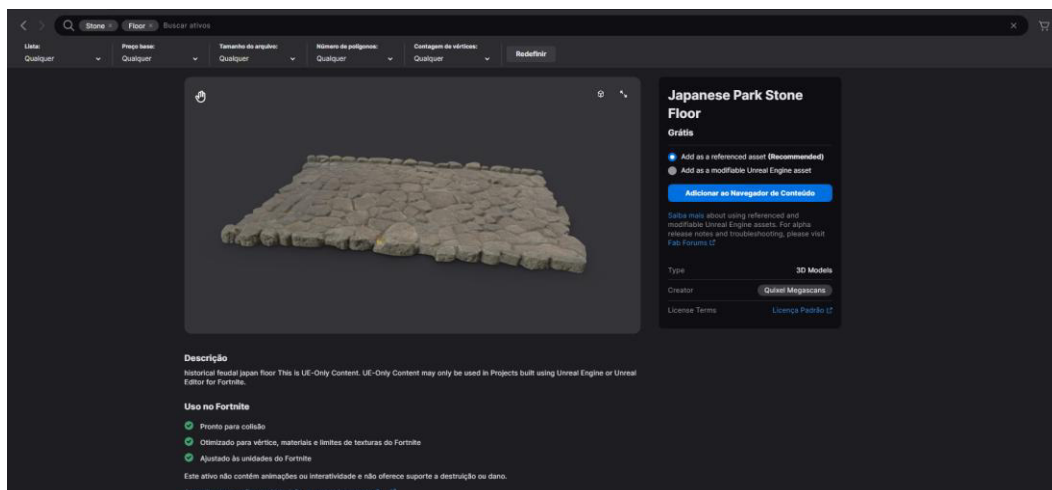 Stone × Floor × Buscar ativos ×
Lista: Preço base: Tamanho do arquivo: Número de polígonos: Contagem de vértices:
Qualquer Qualquer Qualquer Qualquer Qualquer Redefinir
Japanese Park Stone
Floor
Grátis
Add as a referenced asset (Recommended)
Add as a modifiable Unreal Engine asset
Adicionar ao Navegador de Conteúdo
Saiba mais about using referenced and
modifiable Unreal Engine assets. For alpha
release notes and troubleshooting, please visit
Fab Forums
Type 3D Models
Creator Quixel Megascans
License Terms Licença Padrão
Descrição
historical feudal japan floor This is UE-Only Content. UE-Only Content may only be used in Projects built using Unreal Engine or Unreal
Editor for Fortnite.
Uso no Fortnite
Pronto para colisão
Otimizado para vértice, materiais e limites de texturas do Fortnite
Ajustado às unidades do Fortnite
Este ativo não contém animações ou interatividade e não oferece suporte a destruição ou dano.